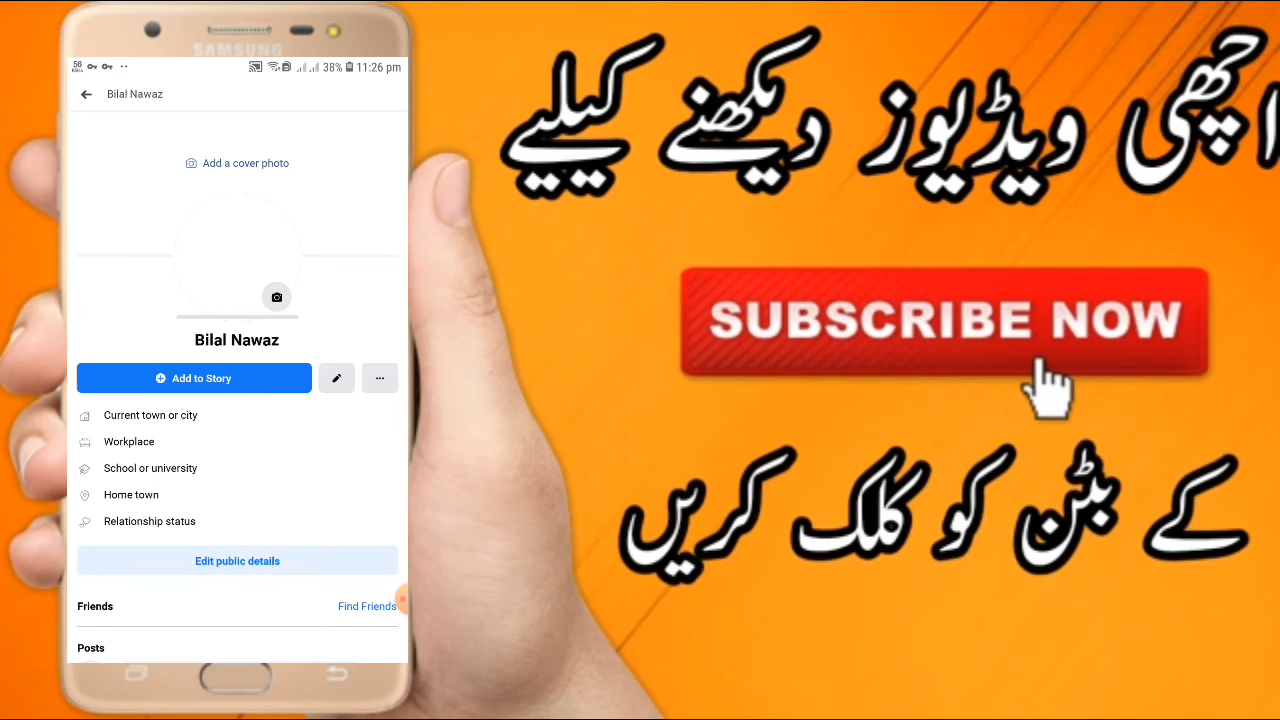 SAMSUNG
56
KB/s
38% 11:26 pm
Bilal Nawaz
Add a cover photo
Bilal Nawaz
Add to Story
Current town or city
Workplace
School or university
Home town
Relationship status
Edit public details
Friends
Find Friends
Posts
اچھی ویڈیوز دیکھنے کیلیے
SUBSCRIBE NOW
کے بٹن کو کلک کریں